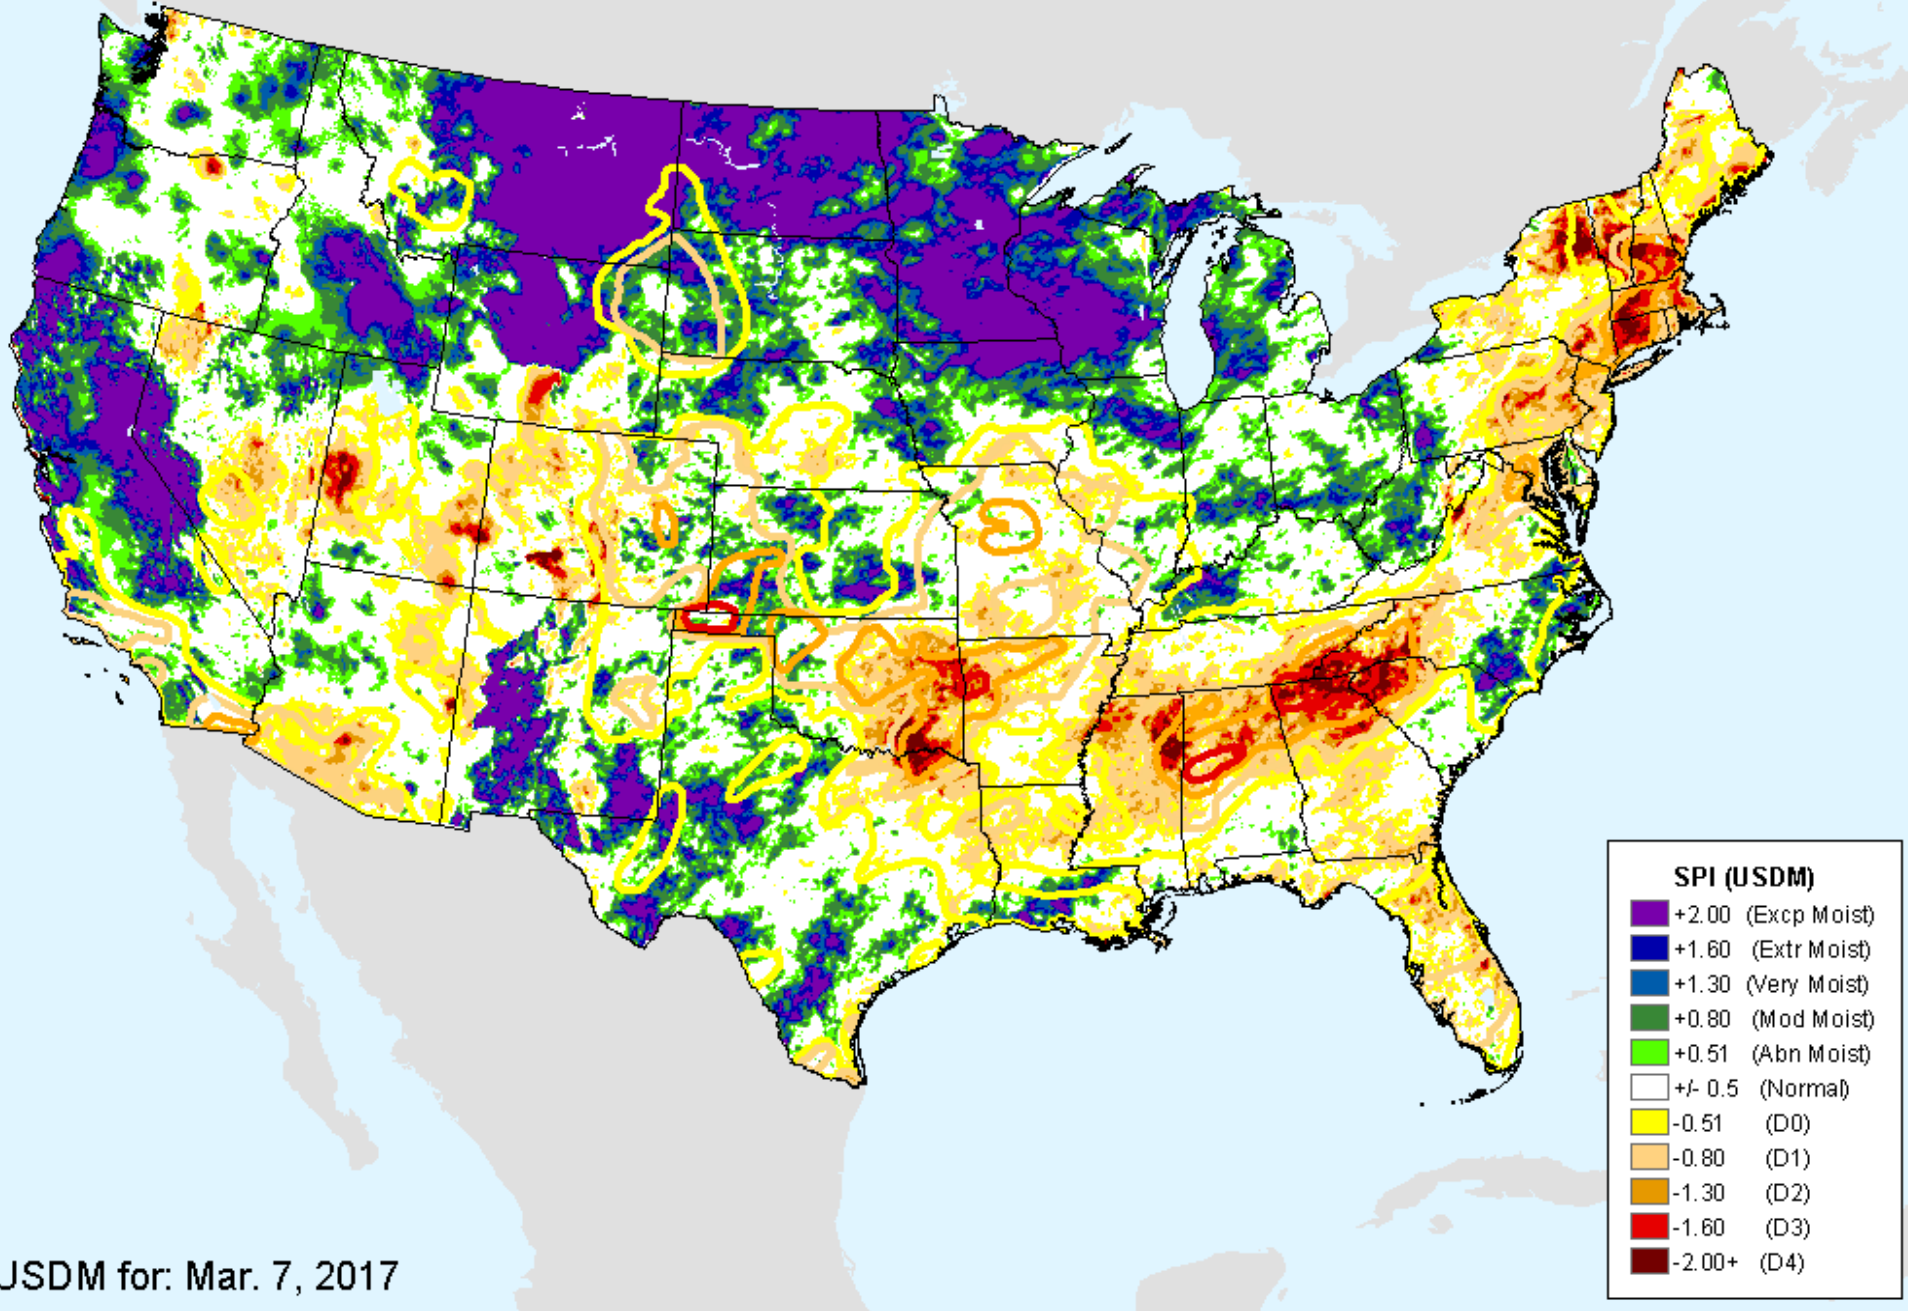 SPI (USDM)
+2.00 (Excp Moist)
+1.60 (Extr Moist)
+1.30 (Very Moist)
+0.80 (Mod Moist)
+0.51 (Abn Moist)
+/- 0.5 (Normal)
-0.51 (D0)
-0.80 (D1)
-1.30 (D2)
-1.60 (D3)
-2.00+ (D4)
USDM for: Mar. 7, 2017